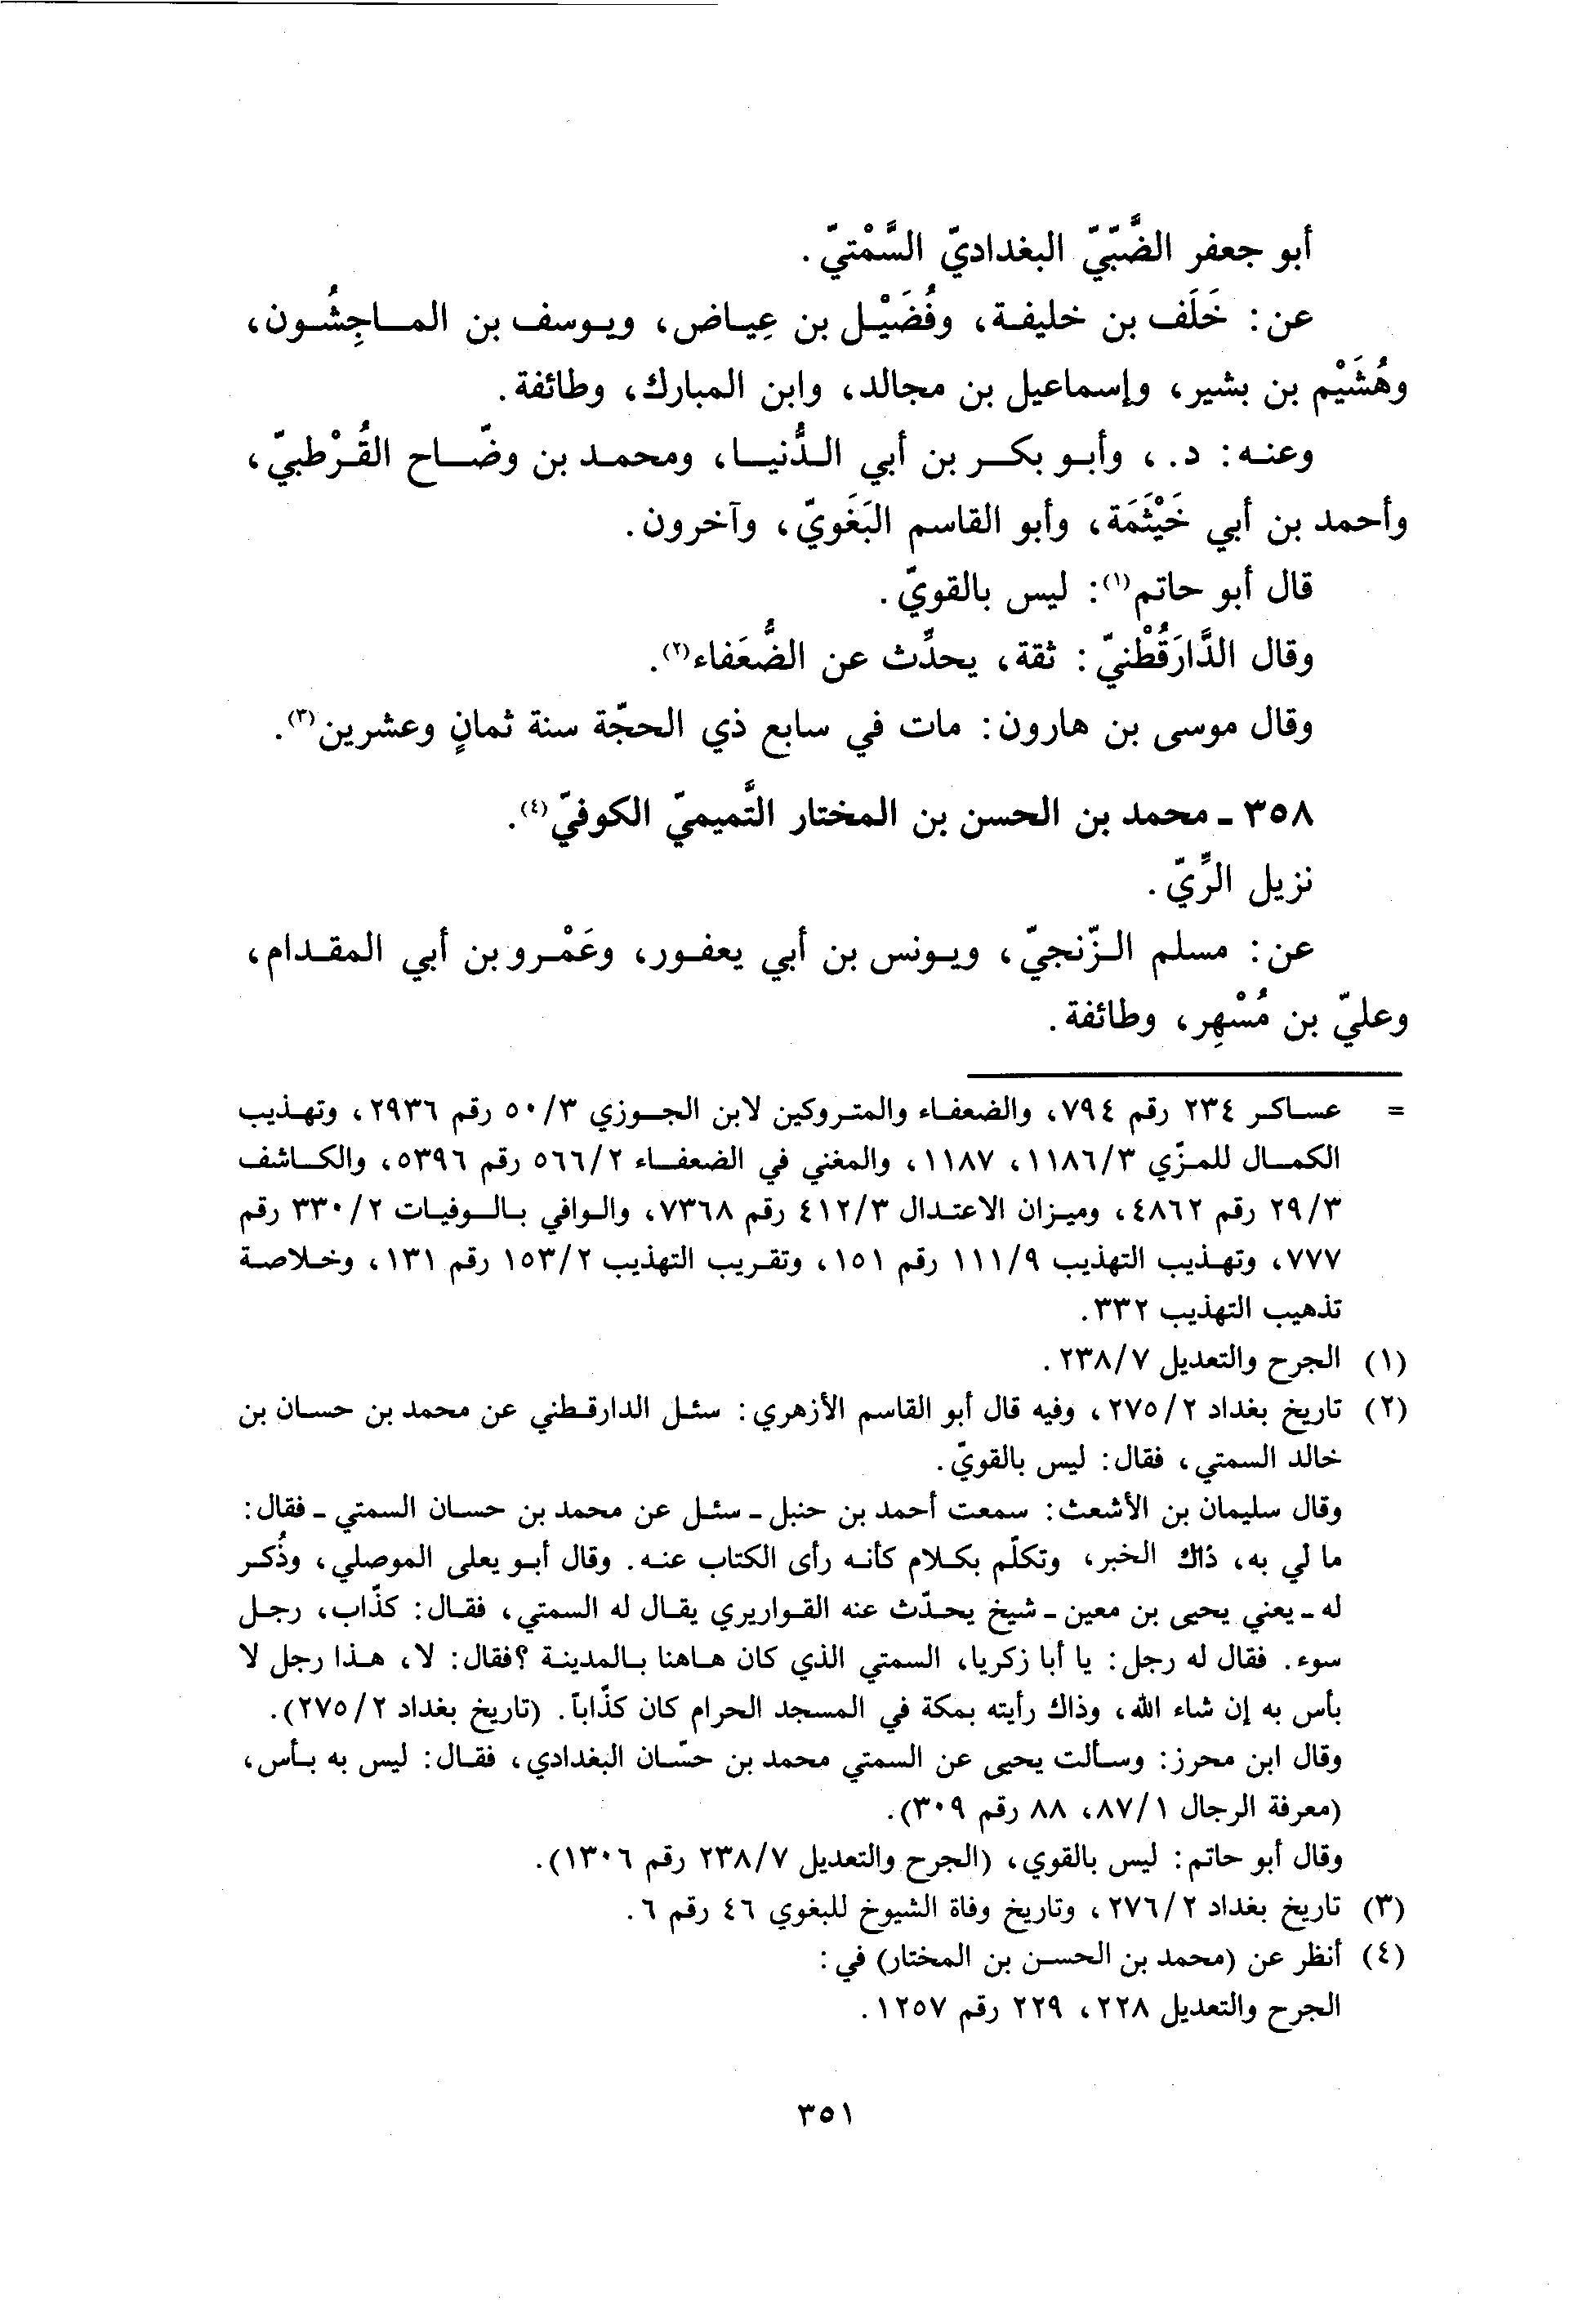 أبو جعفر الضَّبّيّ البغداديّ السَّمْتيّ.
عن: خَلَف بن خليفة، وفُضَيْل بن عِياض، ويوسف بن الماجِشُون،
وهُشَيْم بن بشير، وإسماعيل بن مجالد، وابن المبارك، وطائفة.
وعنه: د.، وأبو بكر بن أبي الدُّنيا، ومحمد بن وضّاح القُرْطبيّ،
وأحمد بن أبي خَيْثَمَة، وأبو القاسم البَغَويّ، وآخرون.
قال أبو حاتم(١): ليس بالقويّ.
وقال الدَّارَقُطْنيّ: ثقة، يحدِّث عن الضُّعَفاء(٢).
وقال موسى بن هارون: مات في سابع ذي الحجّة سنة ثمانٍ وعشرين(٣).
٣٥٨ ـ محمد بن الحسن بن المختار التَّميميّ الكوفيّ(٤).
نزيل الرِّيّ.
عن: مسلم الزّنجيّ، ويونس بن أبي يعفور، وعَمْرو بن أبي المقدام،
وعليّ بن مُسْهِر، وطائفة.
= عساكر ٢٣٤ رقم ٧٩٤، والضعفاء والمتروكين لابن الجوزي ٥٠/٣ رقم ٢٩٣٦، وتهذيب
الكمال للمزّي ١١٨٦/٣، ١١٨٧، والمغني في الضعفاء ٥٦٦/٢ رقم ٥٣٩٦، والكاشف
٢٩/٣ رقم ٤٨٦٢، وميزان الاعتدال ٤١٢/٣ رقم ٧٣٦٨، والوافي بالوفيات ٣٣٠/٢ رقم
٧٧٧، وتهذيب التهذيب ١١١/٩ رقم ١٥١، وتقريب التهذيب ١٥٣/٢ رقم ١٣١، وخلاصة
تذهيب التهذيب ٣٣٢.
(١) الجرح والتعديل ٢٣٨/٧.
(٢) تاريخ بغداد ٢٧٥/٢، وفيه قال أبو القاسم الأزهري: سئل الدارقطني عن محمد بن حسان بن
خالد السمتي، فقال: ليس بالقويّ.
وقال سليمان بن الأشعث: سمعت أحمد بن حنبل ـ سئل عن محمد بن حسان السمتي ـ فقال:
ما لي به، ذاك الخبر، وتكلّم بكلام كأنه رأى الكتاب عنه. وقال أبو يعلى الموصلي، وذُكر
له ـ يعني يحيى بن معين ـ شيخ يحدّث عنه القواريري يقال له السمتي، فقال: كذّاب، رجل
سوء. فقال له رجل: يا أبا زكريا، السمتي الذي كان هاهنا بالمدينة ؟ فقال: لا، هذا رجل لا
بأس به إن شاء الله، وذاك رأيته بمكة في المسجد الحرام كان كذّاباً. (تاريخ بغداد ٢٧٥/٢).
وقال ابن محرز: وسألت يحيى عن السمتي محمد بن حسّان البغدادي، فقال: ليس به بأس،
(معرفة الرجال ٨٧/١، ٨٨ رقم ٣٠٩).
وقال أبو حاتم: ليس بالقوي، (الجرح والتعديل ٢٣٨/٧ رقم ١٣٠٦).
(٣) تاريخ بغداد ٢٧٦/٢، وتاريخ وفاة الشيوخ للبغوي ٤٦ رقم ٦.
(٤) أنظر عن (محمد بن الحسن بن المختار) في:
الجرح والتعديل ٢٢٨، ٢٢٩ رقم ١٢٥٧.
٣٥١